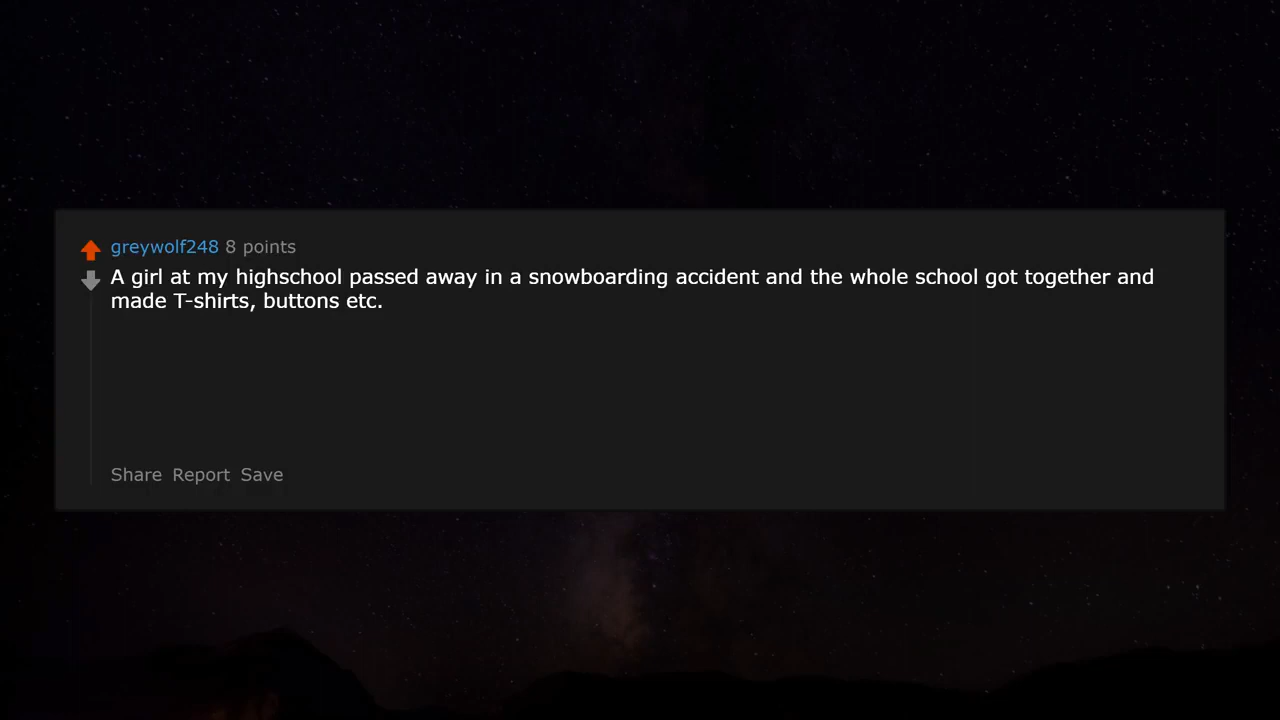 greywolf248 8 points
A girl at my highschool passed away in a snowboarding accident and the whole school got together and
made T-shirts, buttons etc.
Share Report Save